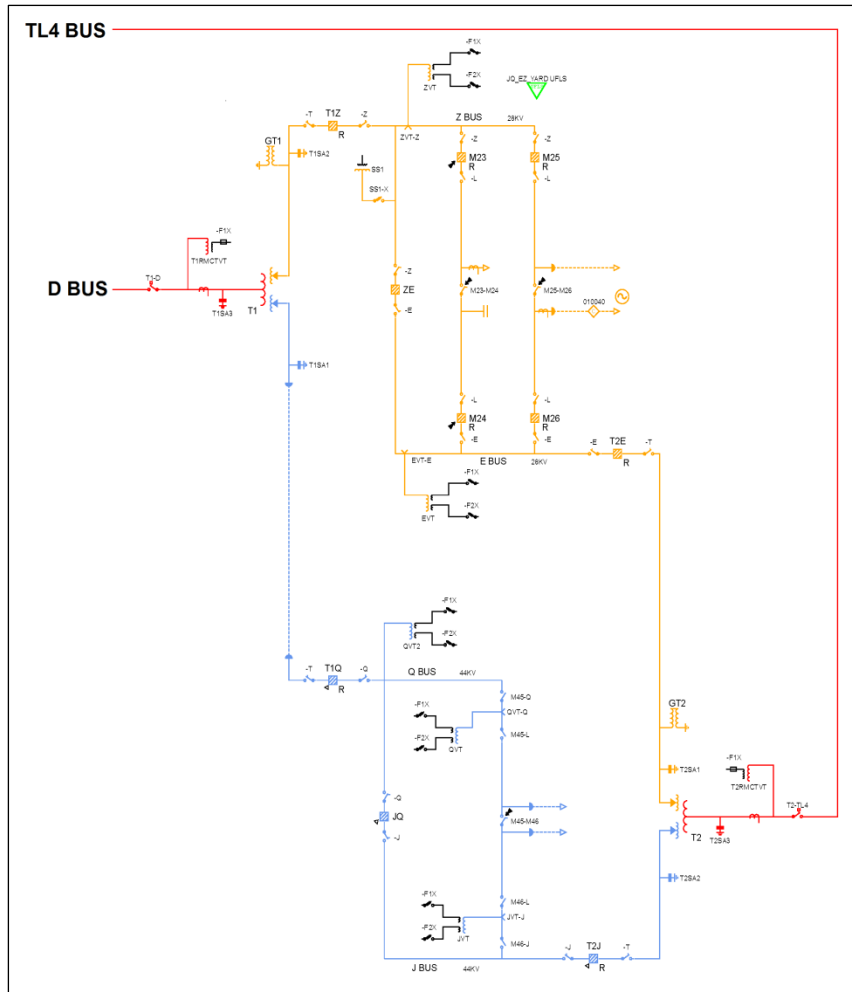 TL4 BUS
-F1X
-F2X
ZVT
JQ_EZ_YARD UFLS
-T
T1Z
-Z
R
ZVT-Z
Z BUS
26KV
GT1
T1SA2
-Z
-Z
M23
R
M25
R
-L
-L
SS1
SS1-X
-F1X
T1RMCTVT
D BUS
T1-D
T1
T1SA3
-Z
ZE
-E
M23-M24
M25-M26
010040
T1SA1
-L
-L
M24
R
M26
R
-E
-E
EVT-E
E BUS
26KV
-E
T2E
-T
R
-F1X
-F2X
EVT
-F1X
-F2X
QVT2
-T
T1Q
-Q
R
Q BUS
44KV
M45-Q
-F1X
QVT-Q
-F2X
QVT
M45-L
GT2
-F1X
T2RMCTVT
T2SA1
T2-TL4
-Q
JQ
-J
M45-M46
T2
T2SA3
T2SA2
-F1X
M46-L
-F2X
JVT
JVT-J
M46-J
J BUS
44KV
-J
T2J
-T
R